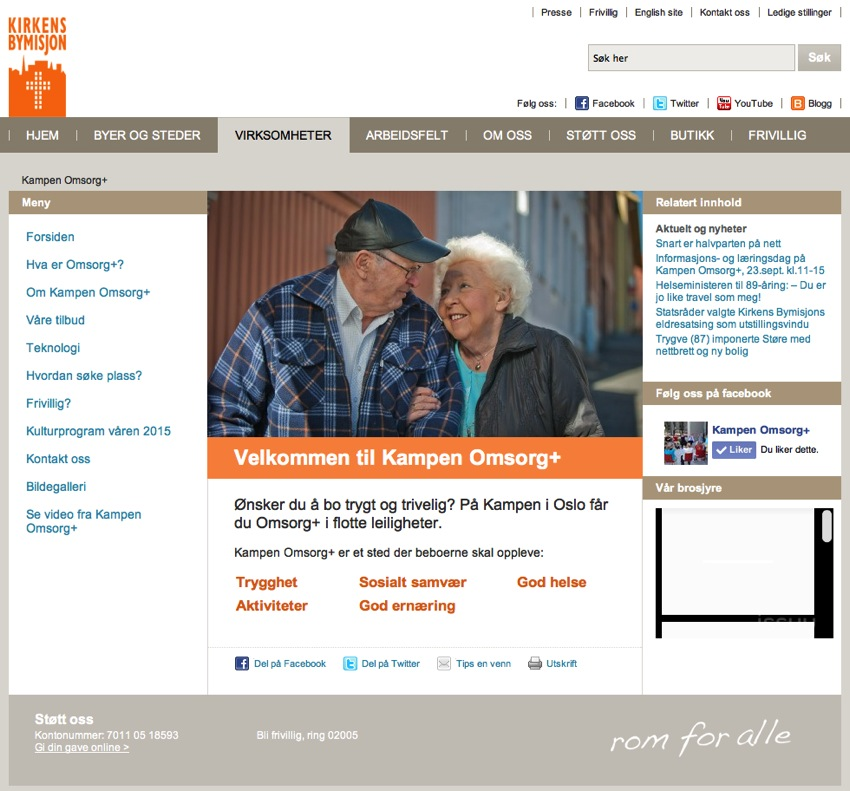 KIRKENS
BYMISJON
Presse
Frivillig
English site
Kontakt oss
Ledige stillinger
Søk her
Søk
Følg oss:
Facebook
Twitter
YouTube
Blogg
HJEM
BYER OG STEDER
VIRKSOMHETER
ARBEIDSFELT
OM OSS
STØTT OSS
BUTIKK
FRIVILLIG
Kampen Omsorg+
Meny
Forsiden
Hva er Omsorg+?
Om Kampen Omsorg+
Våre tilbud
Teknologi
Hvordan søke plass?
Frivillig?
Kulturprogram våren 2015
Kontakt oss
Bildegalleri
Se video fra Kampen
Omsorg+
Velkommen til Kampen Omsorg+
Ønsker du å bo trygt og trivelig? På Kampen i Oslo får
du Omsorg+ i flotte leiligheter.
Kampen Omsorg+ er et sted der beboerne skal oppleve:
Trygghet
Sosialt samvær
God helse
Aktiviteter
God ernæring
Del på Facebook
Del på Twitter
Tips en venn
Utskrift
Relatert innhold
Aktuelt og nyheter
Snart er halvparten på nett
Informasjons- og læringsdag på
Kampen Omsorg+, 23.sept. kl.11-15
Helseministeren til 89-åring: – Du er
jo like travel som meg!
Statsråder valgte Kirkens Bymisjons
eldresatsing som utstillingsvindu
Trygve (87) imponerte Støre med
nettbrett og ny bolig
Følg oss på facebook
Kampen Omsorg+
Liker
Du liker dette.
Vår brosjyre
issuu
Støtt oss
Kontonummer: 7011 05 18593
Gi din gave online >
Bli frivillig, ring 02005
rom for alle